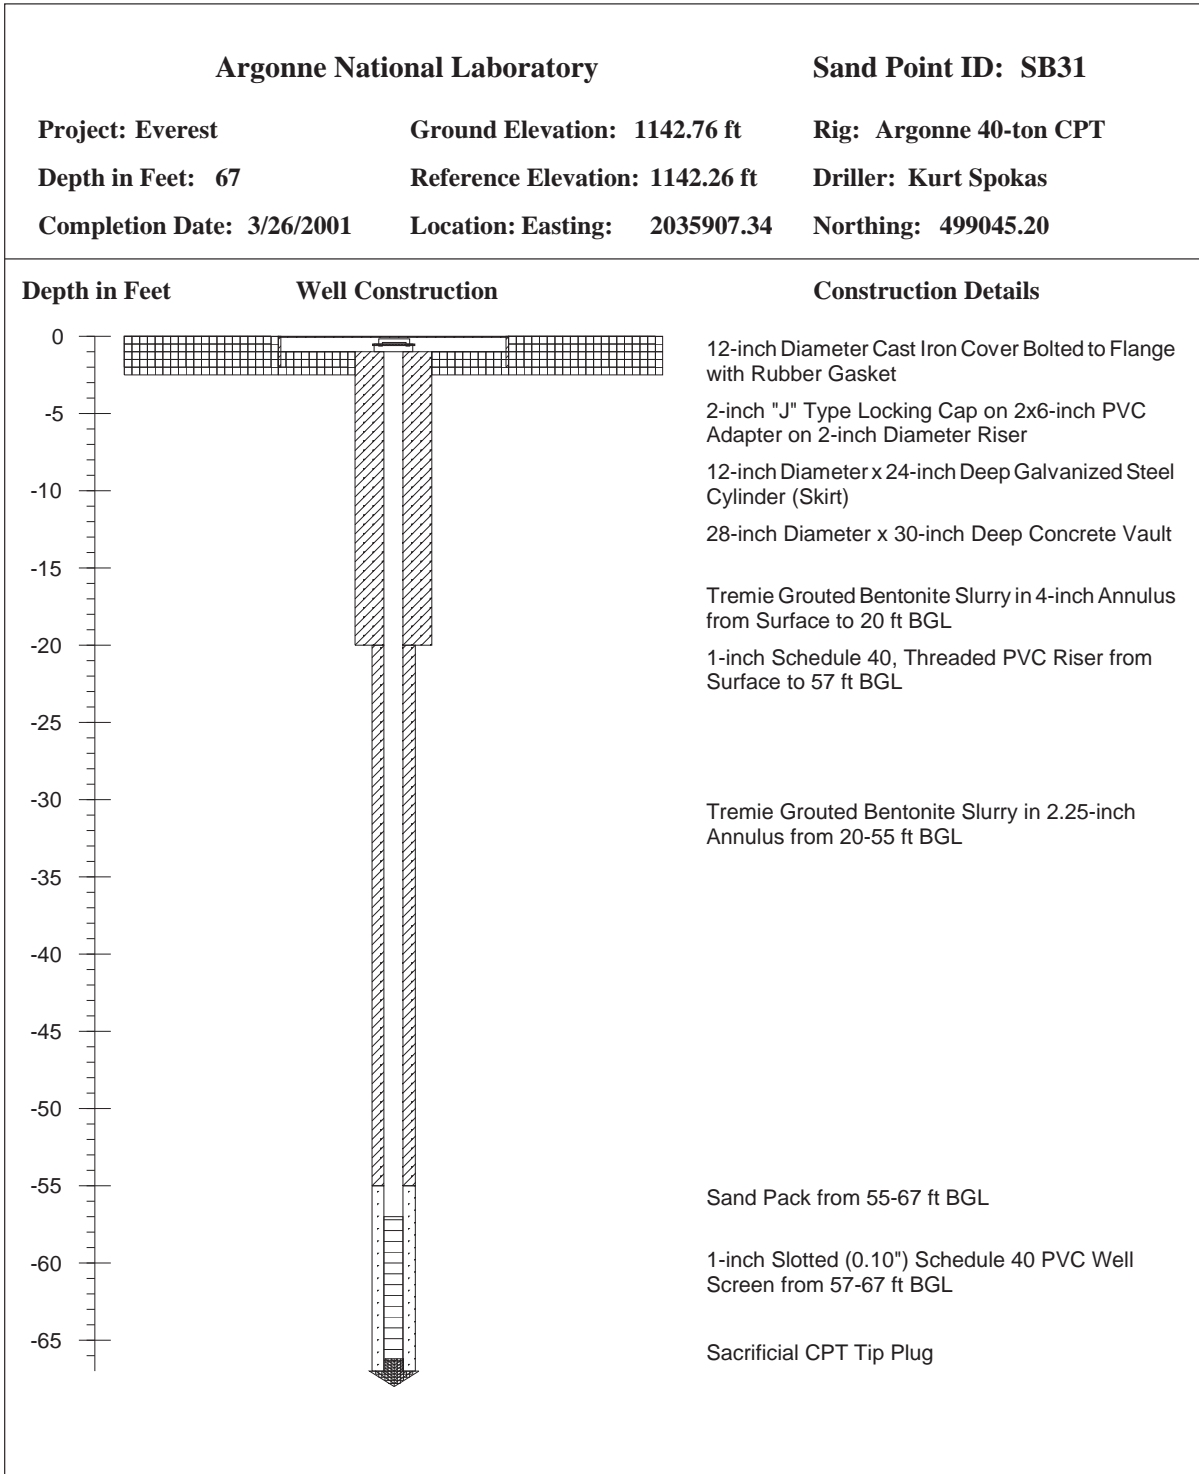 Argonne National Laboratory Sand Point ID: SB31
Project: Everest Ground Elevation: 1142.76 ft Rig: Argonne 40-ton CPT
Depth in Feet: 67 Reference Elevation: 1142.26 ft Driller: Kurt Spokas
Completion Date: 3/26/2001 Location: Easting: 2035907.34 Northing: 499045.20
Depth in Feet Well Construction Construction Details
0
12-inch Diameter Cast Iron Cover Bolted to Flange
with Rubber Gasket
-5
2-inch "J" Type Locking Cap on 2x6-inch PVC
Adapter on 2-inch Diameter Riser
12-inch Diameter x 24-inch Deep Galvanized Steel
-10
Cylinder (Skirt)
28-inch Diameter x 30-inch Deep Concrete Vault
-15
Tremie Grouted Bentonite Slurry in 4-inch Annulus
from Surface to 20 ft BGL
-20
1-inch Schedule 40, Threaded PVC Riser from
Surface to 57 ft BGL
-25
-30
Tremie Grouted Bentonite Slurry in 2.25-inch
Annulus from 20-55 ft BGL
-35
-40
-45
-50
-55
Sand Pack from 55-67 ft BGL
-60
1-inch Slotted (0.10") Schedule 40 PVC Well
Screen from 57-67 ft BGL
-65
Sacrificial CPT Tip Plug